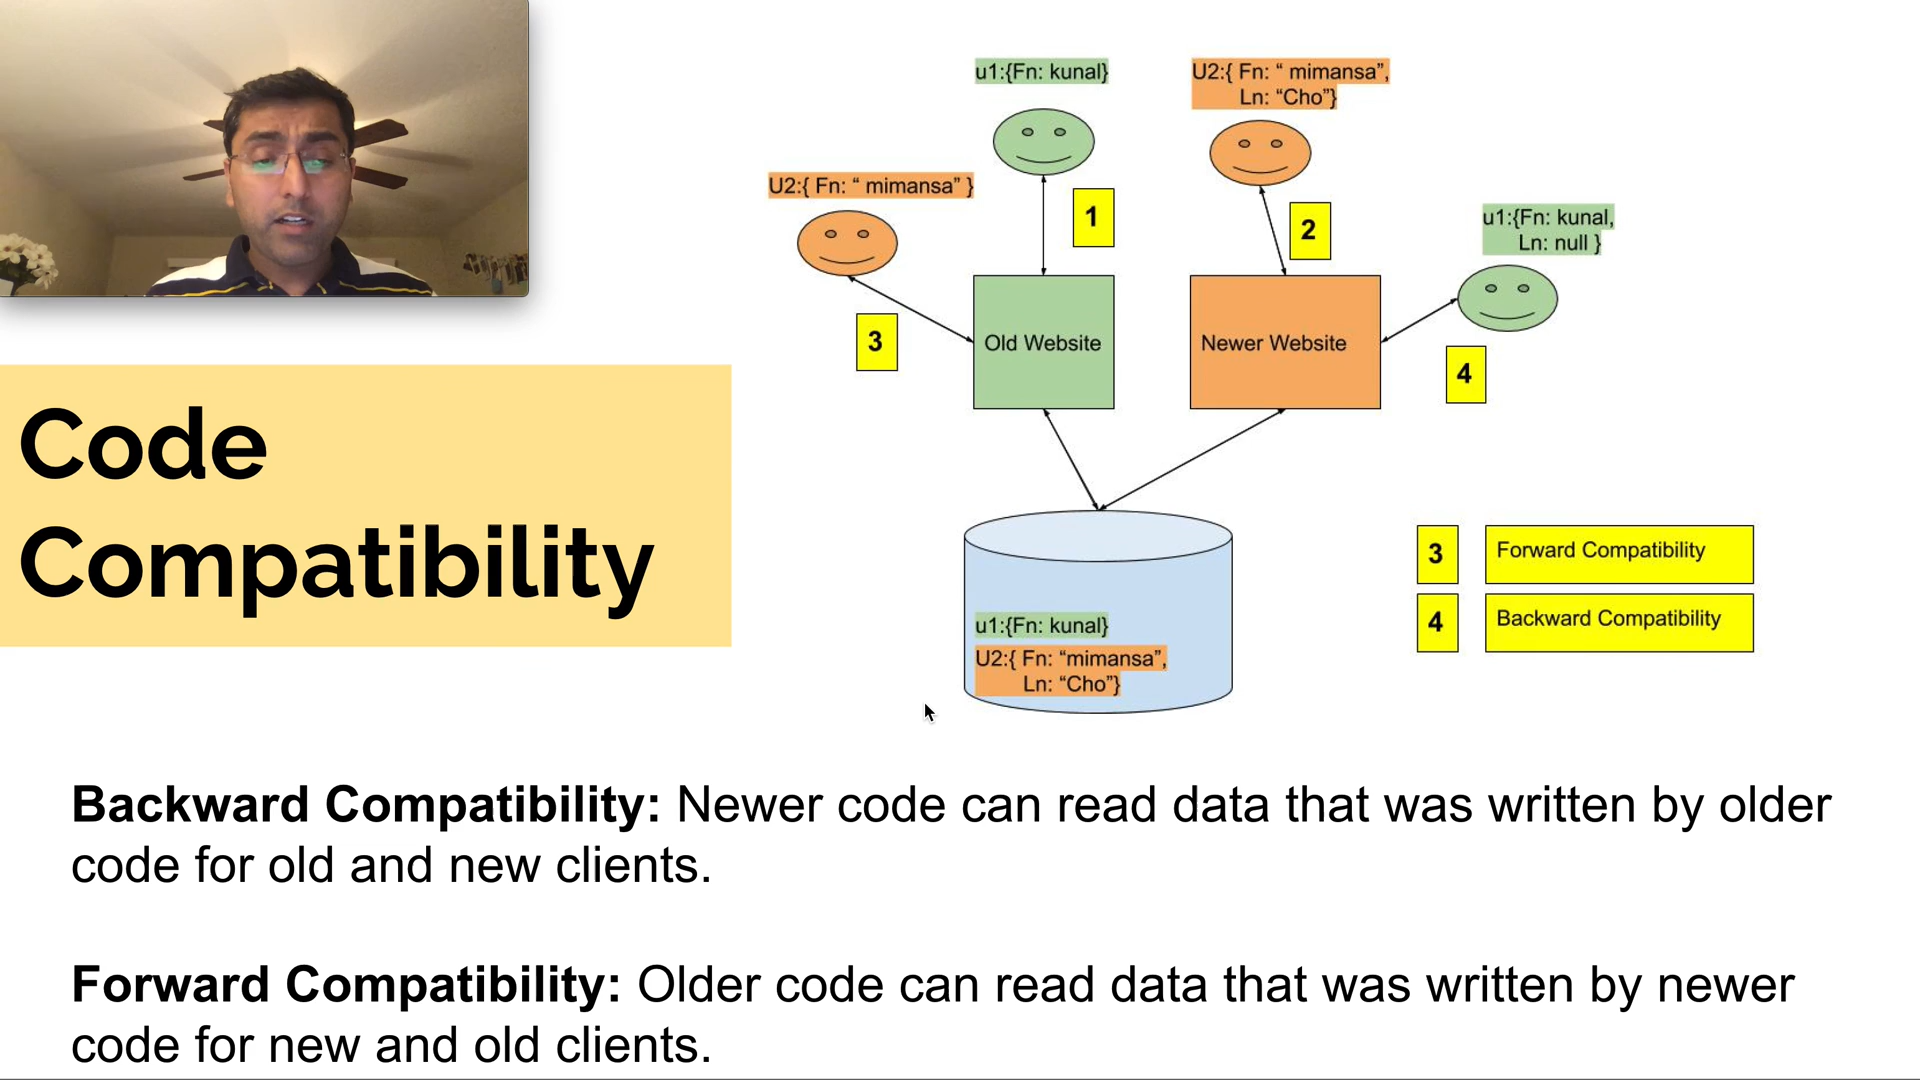 u1:{Fn: kunal}
U2:{ Fn: “ mimansa”,
Ln: “Cho”}
U2:{ Fn: “ mimansa” }
1
2
u1:{Fn: kunal,
Ln: null }
3
Old Website
Newer Website
4
Code
Compatibility
3 Forward Compatibility
4 Backward Compatibility
u1:{Fn: kunal}
U2:{ Fn: “mimansa”,
Ln: “Cho”}
Backward Compatibility: Newer code can read data that was written by older
code for old and new clients.
Forward Compatibility: Older code can read data that was written by newer
code for new and old clients.